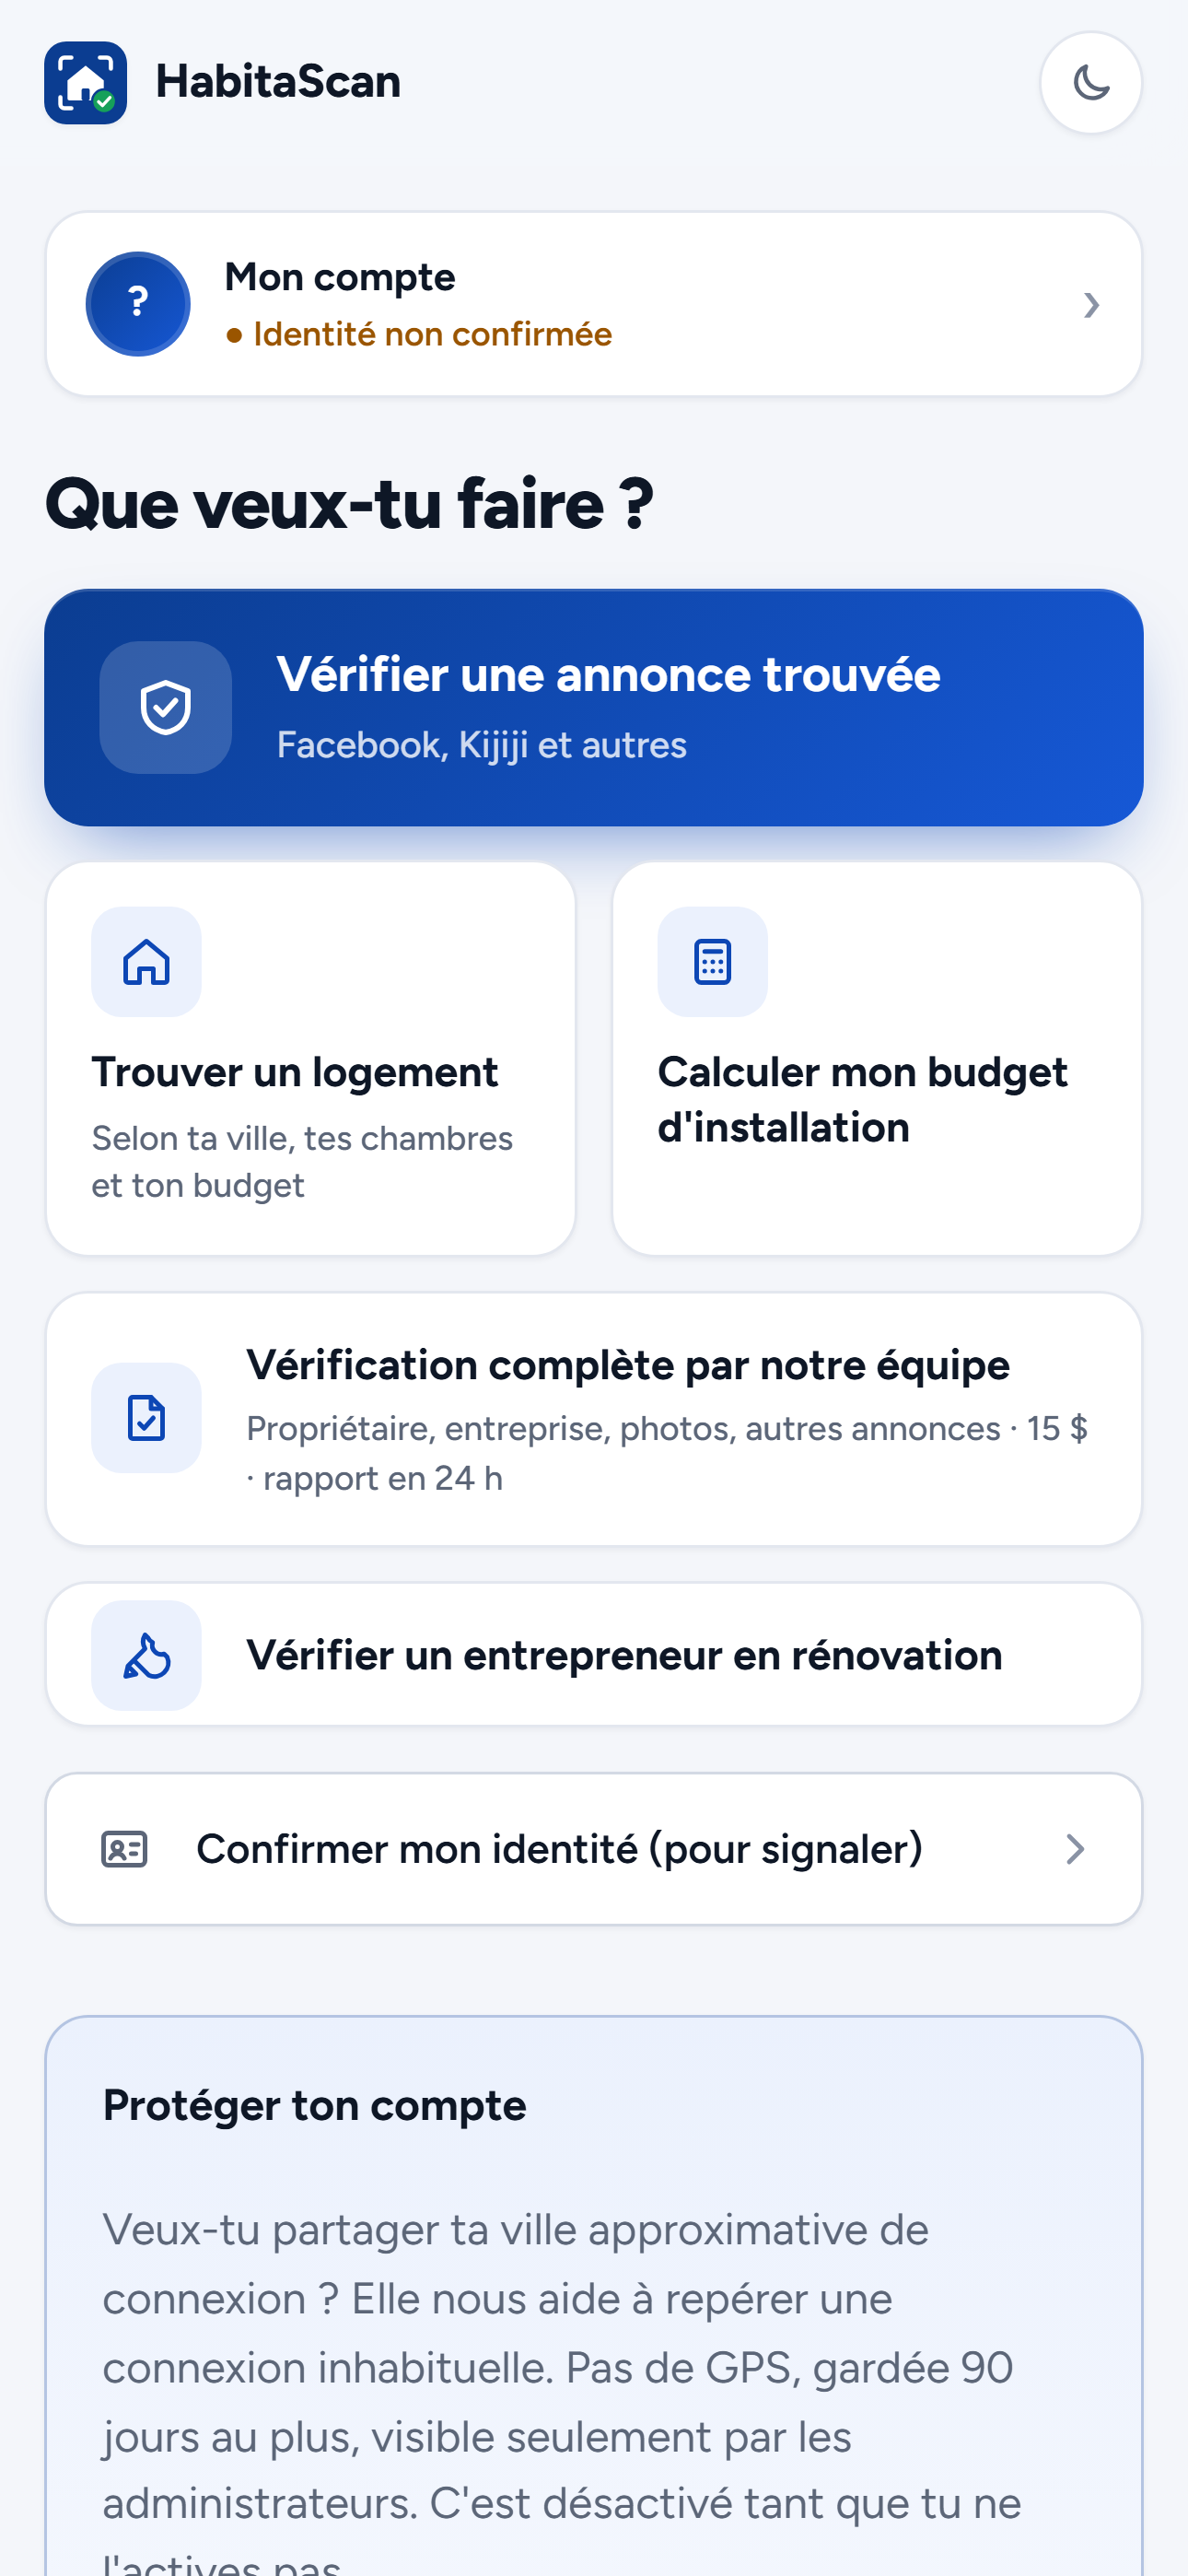 HabitaScan
?
Mon compte
● Identité non confirmée
Que veux-tu faire ?
Vérifier une annonce trouvée
Facebook, Kijiji et autres
Trouver un logement
Selon ta ville, tes chambres
et ton budget
Calculer mon budget
d'installation
Vérification complète par notre équipe
Propriétaire, entreprise, photos, autres annonces · 15 $
· rapport en 24 h
Vérifier un entrepreneur en rénovation
Confirmer mon identité (pour signaler)
Protéger ton compte
Veux-tu partager ta ville approximative de
connexion ? Elle nous aide à repérer une
connexion inhabituelle. Pas de GPS, gardée 90
jours au plus, visible seulement par les
administrateurs. C'est désactivé tant que tu ne
l'actives pas.